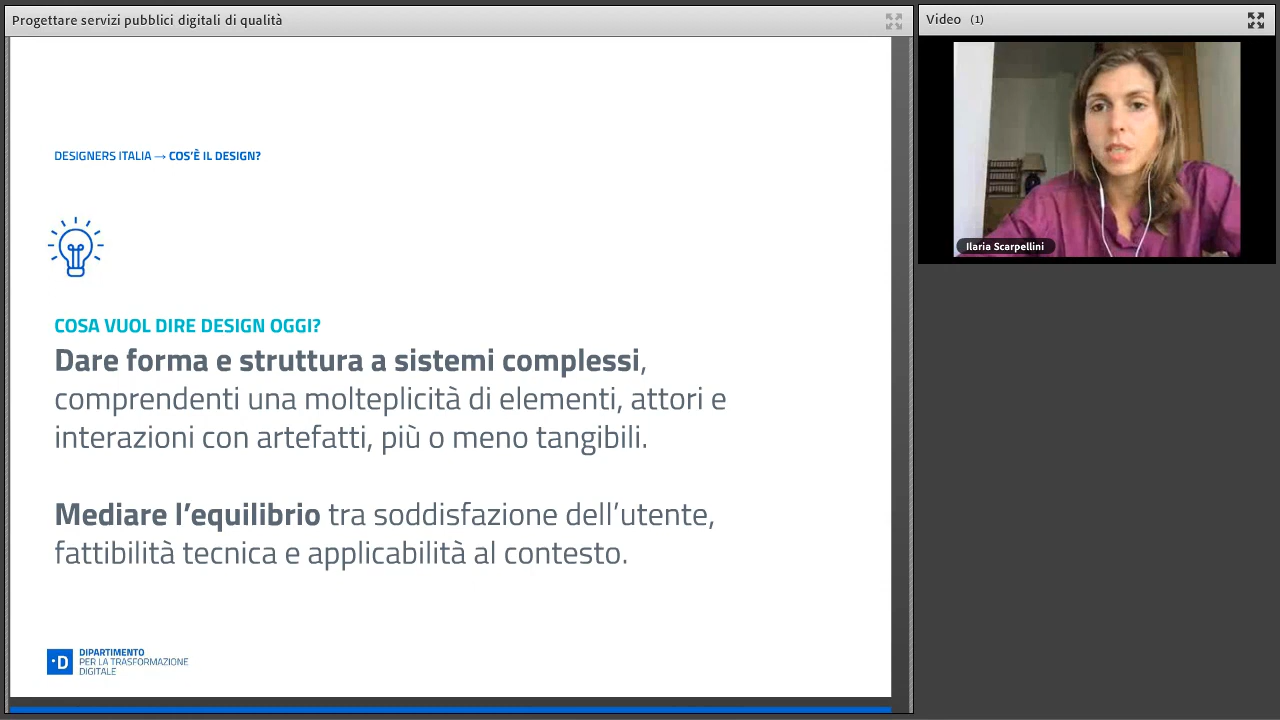 Progettare servizi pubblici digitali di qualità
Video (1)
DESIGNERS ITALIA → COS'È IL DESIGN?
COSA VUOL DIRE DESIGN OGGI?
Dare forma e struttura a sistemi complessi,
comprendenti una molteplicità di elementi, attori e
interazioni con artefatti, più o meno tangibili.
Mediare l'equilibrio tra soddisfazione dell'utente,
fattibilità tecnica e applicabilità al contesto.
·D
DIPARTIMENTO
PER LA TRASFORMAZIONE
DIGITALE
Ilaria Scarpellini